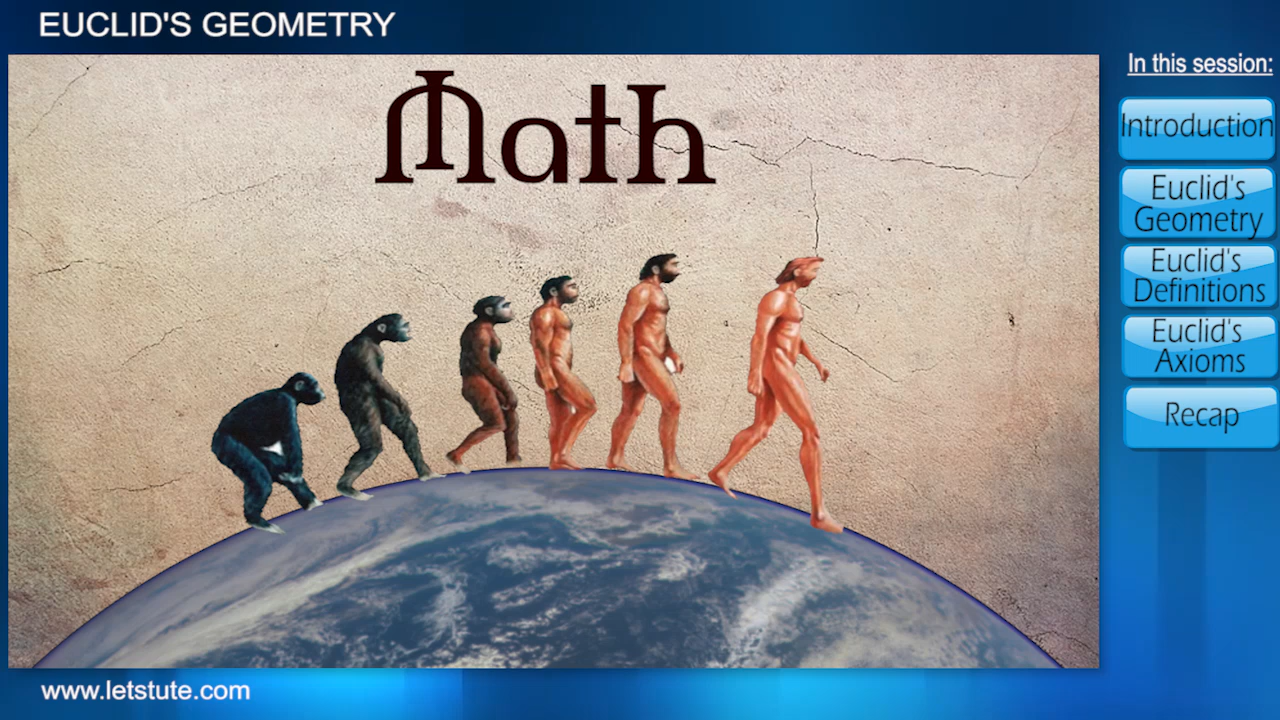 EUCLID'S GEOMETRY
Math
In this session:
Introduction
Euclid's
Geometry
Euclid's
Definitions
Euclid's
Axioms
Recap
www.letstute.com